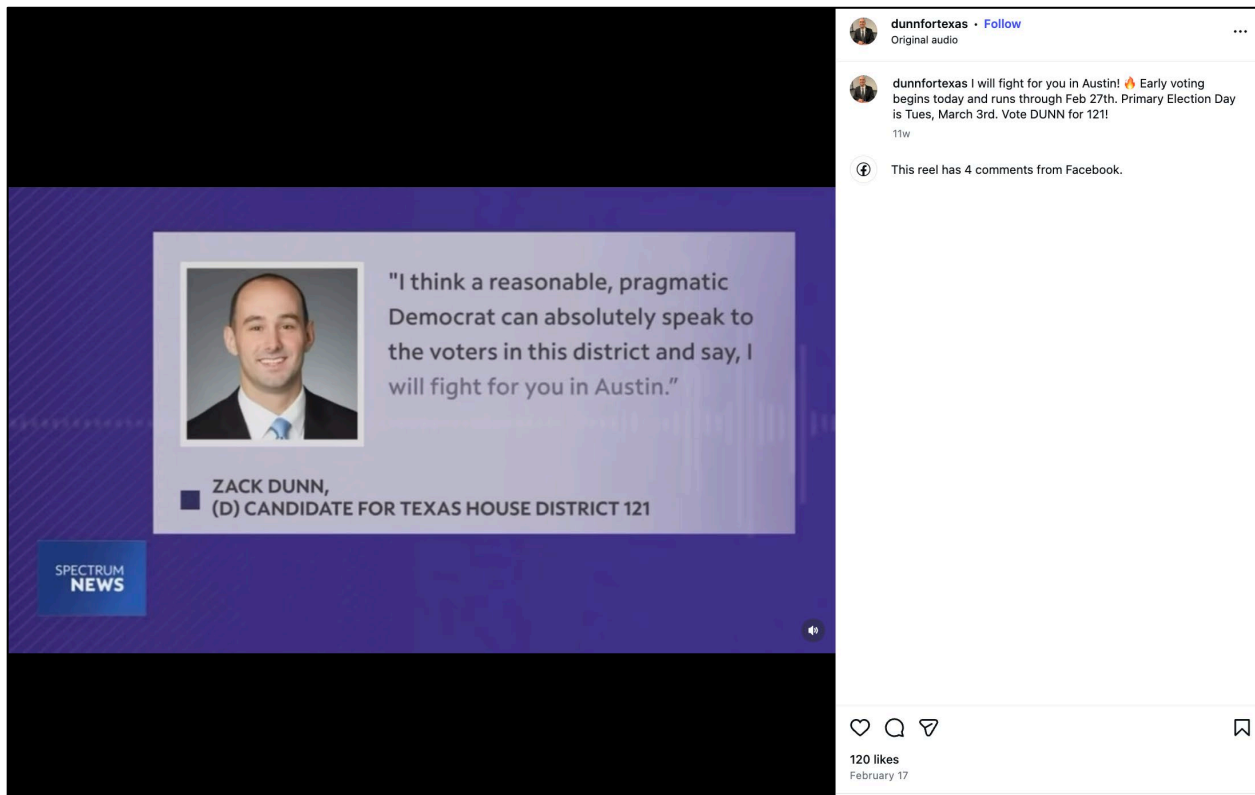 "I think a reasonable, pragmatic
Democrat can absolutely speak to
the voters in this district and say, I
will fight for you in Austin.”
ZACK DUNN,
(D) CANDIDATE FOR TEXAS HOUSE DISTRICT 121
SPECTRUM
NEWS
dunnfortexas • Follow
Original audio
dunnfortexas I will fight for you in Austin! 🔥 Early voting
begins today and runs through Feb 27th. Primary Election Day
is Tues, March 3rd. Vote DUNN for 121!
11w
This reel has 4 comments from Facebook.
120 likes
February 17